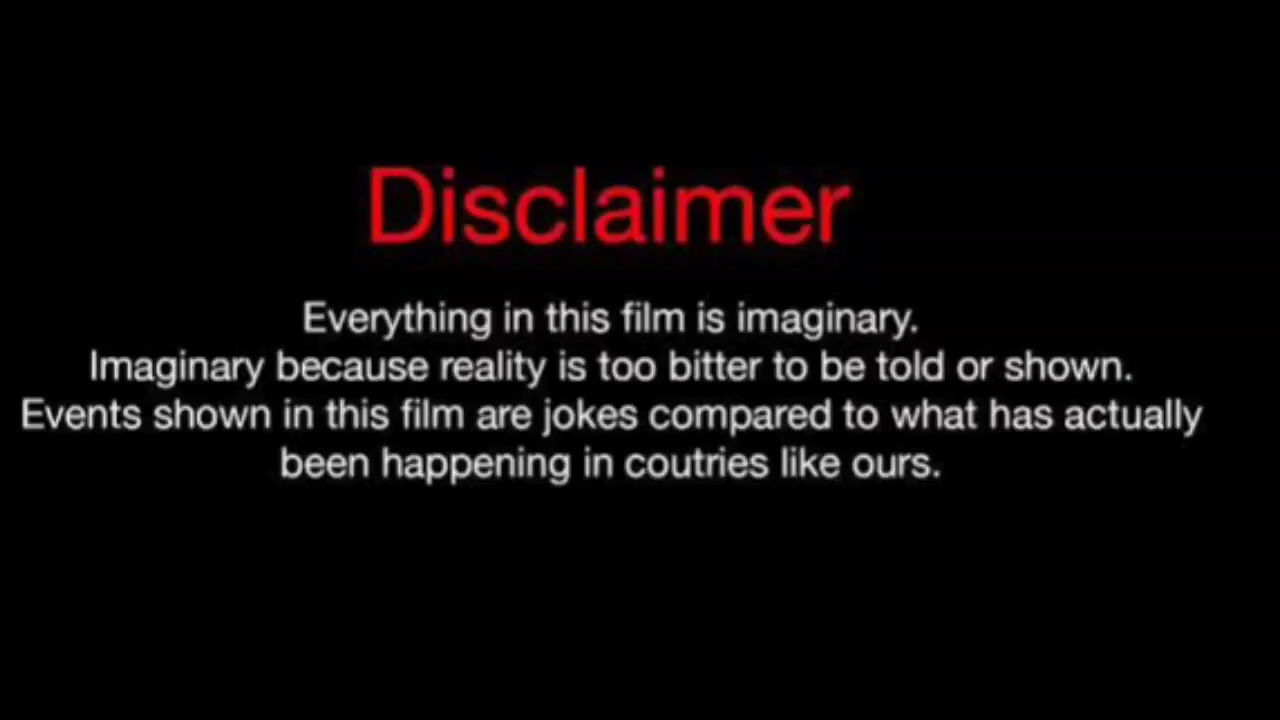 Disclaimer
Everything in this film is imaginary.
Imaginary because reality is too bitter to be told or shown.
Events shown in this film are jokes compared to what has actually
been happening in coutries like ours.